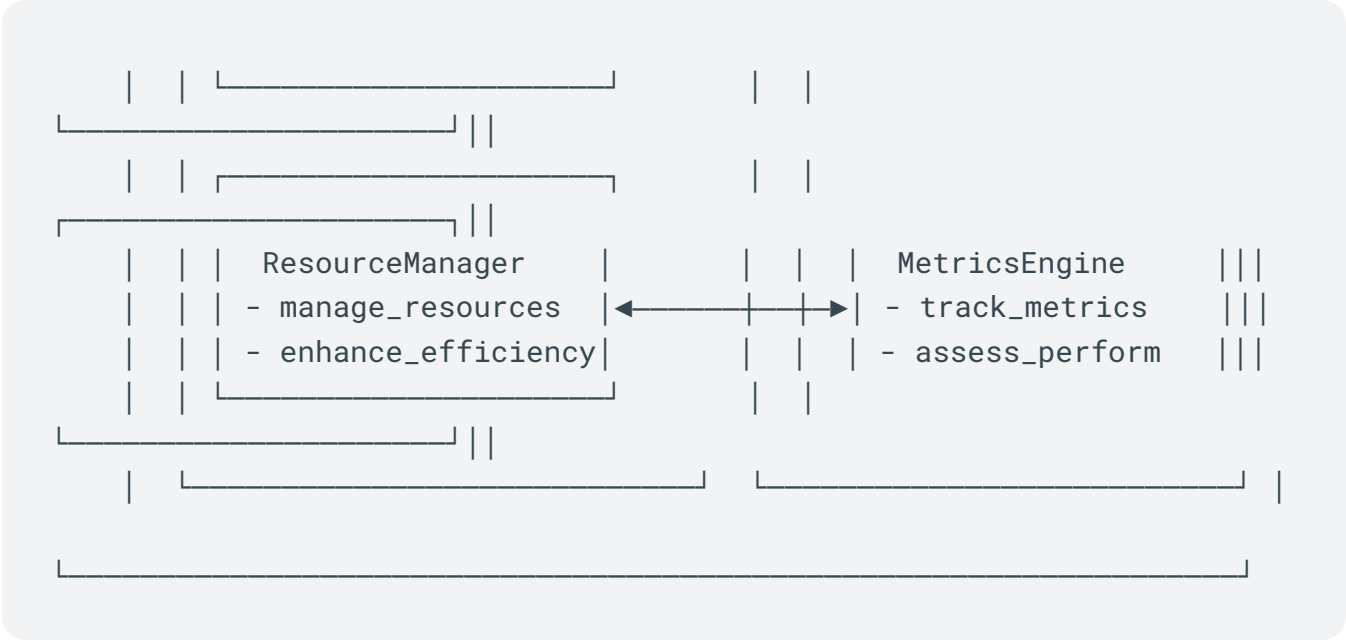 ResourceManager MetricsEngine
- manage_resources - track_metrics
- enhance_efficiency - assess_perform